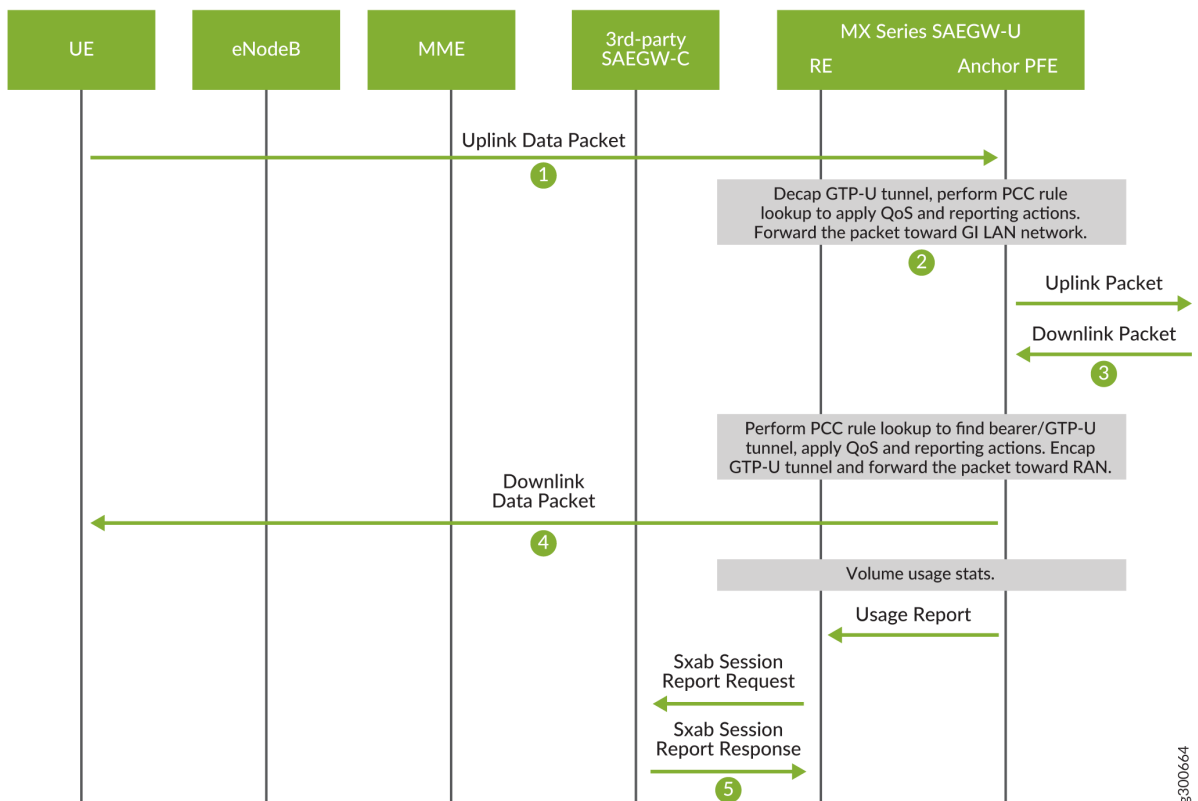 UE
eNodeB
MME
3rd-party
SAEGW-C
MX Series SAEGW-U
RE
Anchor PFE
Uplink Data Packet
1
Decap GTP-U tunnel, perform PCC rule
lookup to apply QoS and reporting actions.
Forward the packet toward GI LAN network.
2
Uplink Packet
Downlink Packet
3
Perform PCC rule lookup to find bearer/GTP-U
tunnel, apply QoS and reporting actions. Encap
GTP-U tunnel and forward the packet toward RAN.
Downlink
Data Packet
4
Volume usage stats.
Usage Report
Sxab Session
Report Request
Sxab Session
Report Response
5
g300664